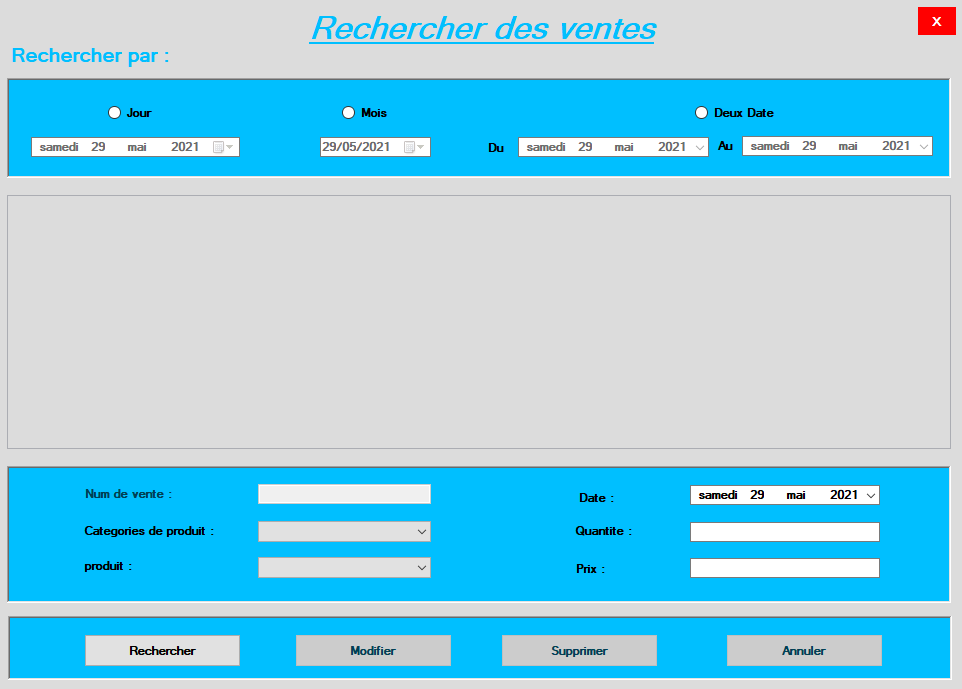 Rechercher des ventes
X
Rechercher par :
Jour
Mois
Deux Date
samedi 29 mai 2021
29/05/2021
Du
samedi 29 mai 2021
Au
samedi 29 mai 2021
Num de vente :
Date :
samedi 29 mai 2021
Categories de produit :
Quantite :
produit :
Prix :
Rechercher
Modifier
Supprimer
Annuler